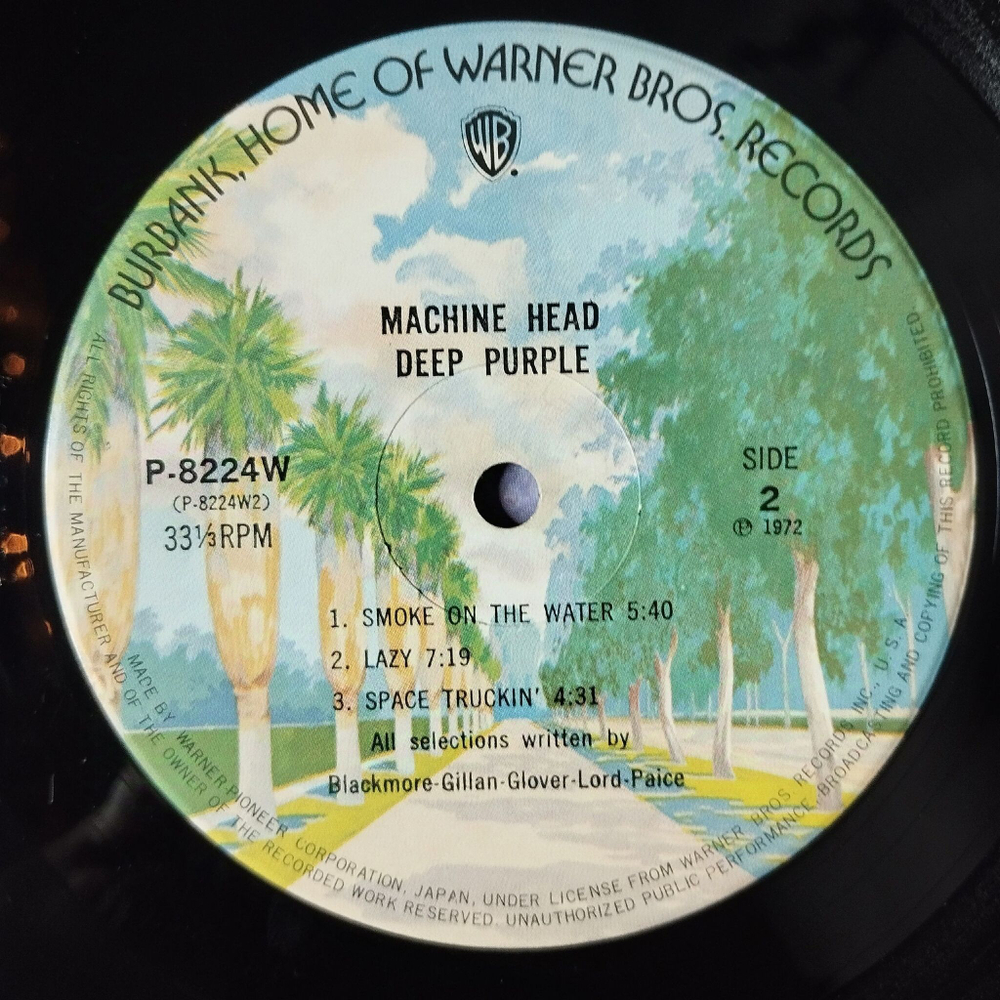 BURBANK, HOME OF WARNER BROS. RECORDS
WB
MACHINE HEAD
DEEP PURPLE
P-8224W
(P-8224W2)
33⅓RPM
SIDE
2
Ⓟ 1972
1. SMOKE ON THE WATER 5:40
2. LAZY 7:19
3. SPACE TRUCKIN' 4:31
All selections written by
Blackmore-Gillan-Glover-Lord-Paice
MADE BY WARNER-PIONEER CORPORATION, JAPAN, UNDER LICENSE FROM WARNER BROS RECORDS, INC., U. S. A.
ALL RIGHTS OF THE MANUFACTURER AND OF THE OWNER OF THE RECORDED WORK RESERVED. UNAUTHORIZED PUBLIC PERFORMANCE, BROADCASTING AND COPYING OF THIS RECORD PROHIBITED.